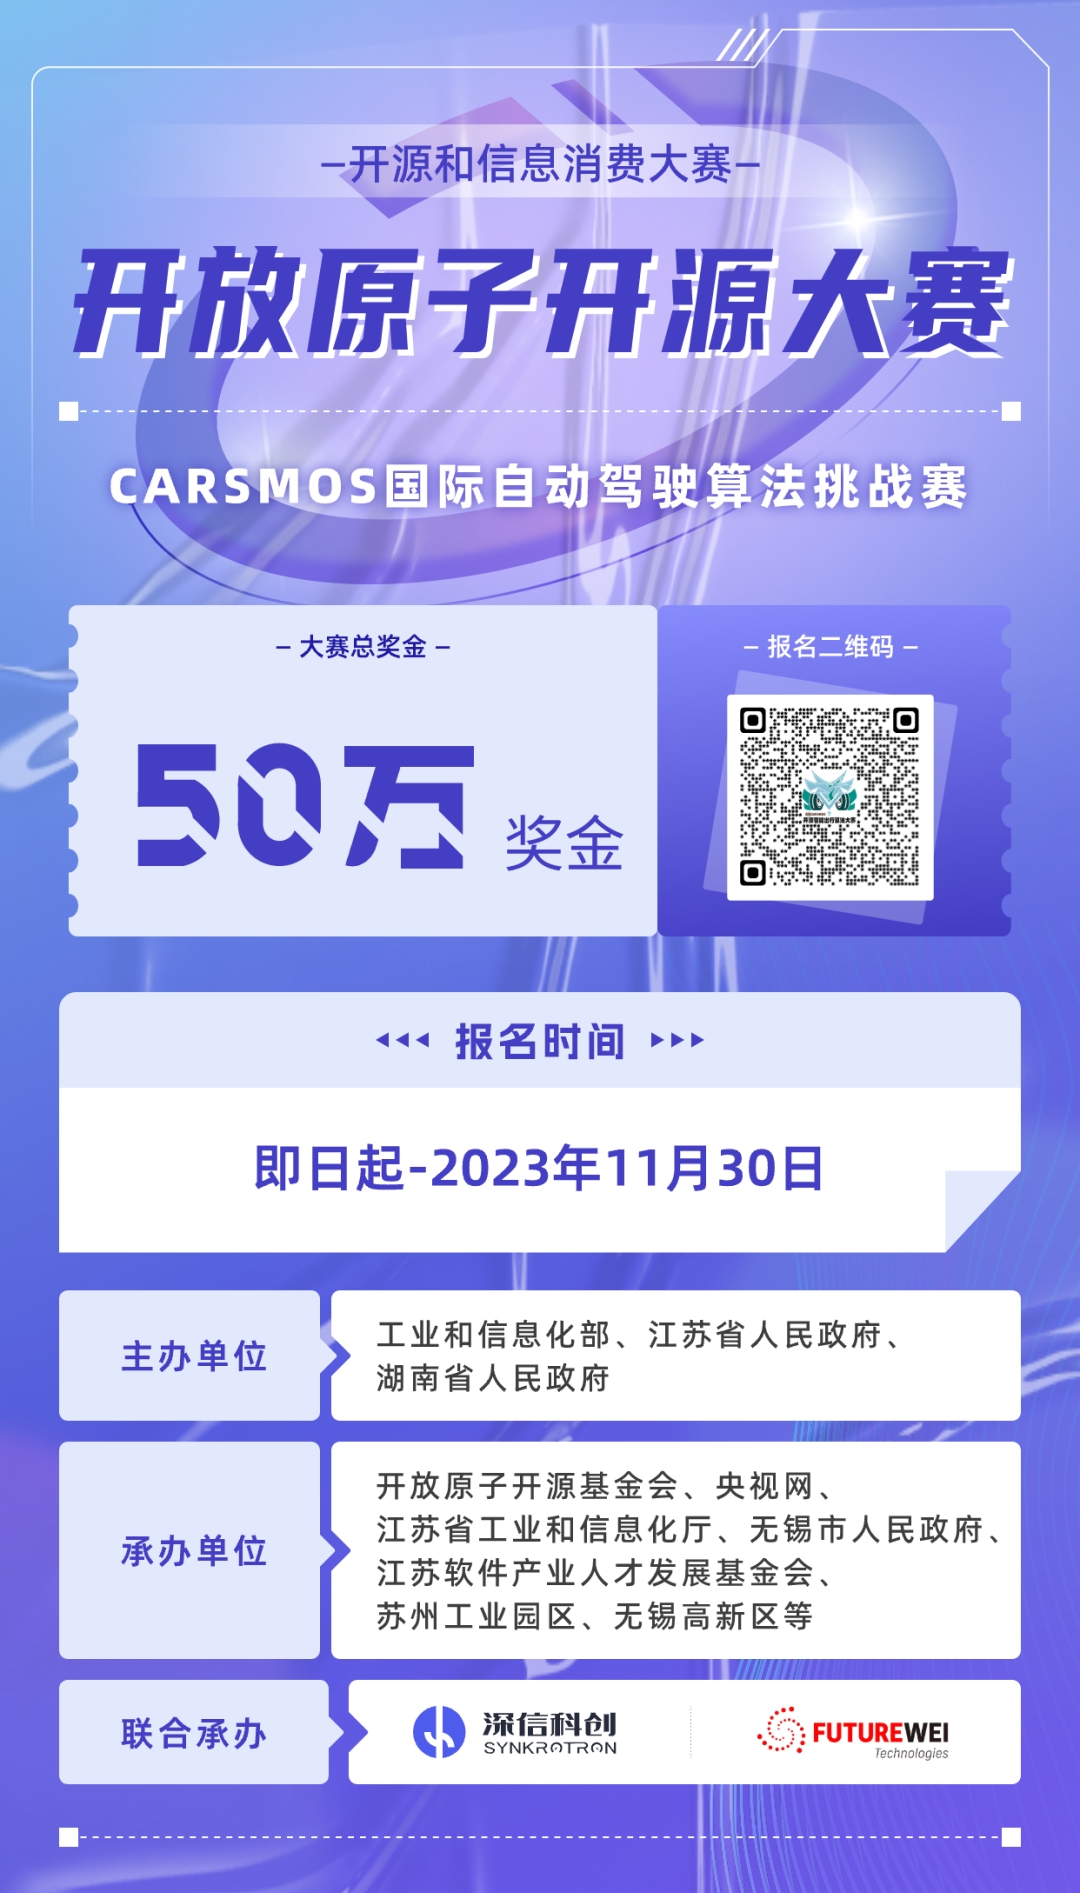 –开源和信息消费大赛–
开放原子开源大赛
CARSMOS国际自动驾驶算法挑战赛
– 大赛总奖金 –
50万 奖金
– 报名二维码 –
报名时间
即日起-2023年11月30日
主办单位
工业和信息化部、江苏省人民政府、
湖南省人民政府
承办单位
开放原子开源基金会、央视网、
江苏省工业和信息化厅、无锡市人民政府、
江苏软件产业人才发展基金会、
苏州工业园区、无锡高新区等
联合承办
深信科创
SYNKROTRON
FUTUREWEI
Technologies